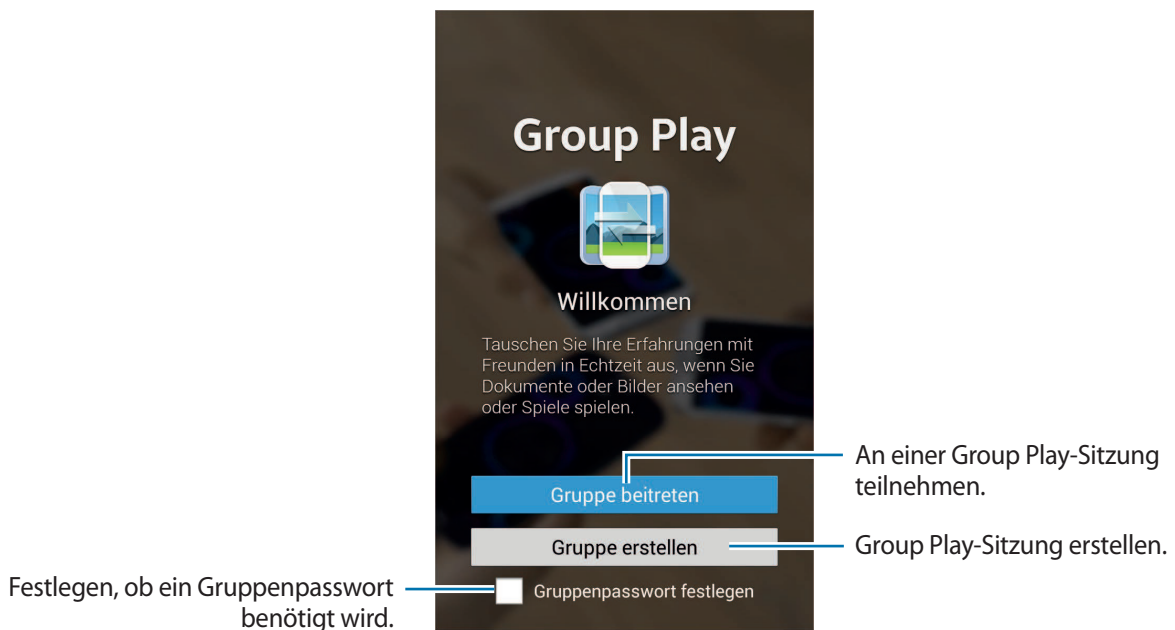 Group Play
Willkommen
Tauschen Sie Ihre Erfahrungen mit
Freunden in Echtzeit aus, wenn Sie
Dokumente oder Bilder ansehen
oder Spiele spielen.
An einer Group Play-Sitzung
teilnehmen.
Gruppe beitreten
Gruppe erstellen
Group Play-Sitzung erstellen.
Festlegen, ob ein Gruppenpasswort
benötigt wird.
Gruppenpasswort festlegen